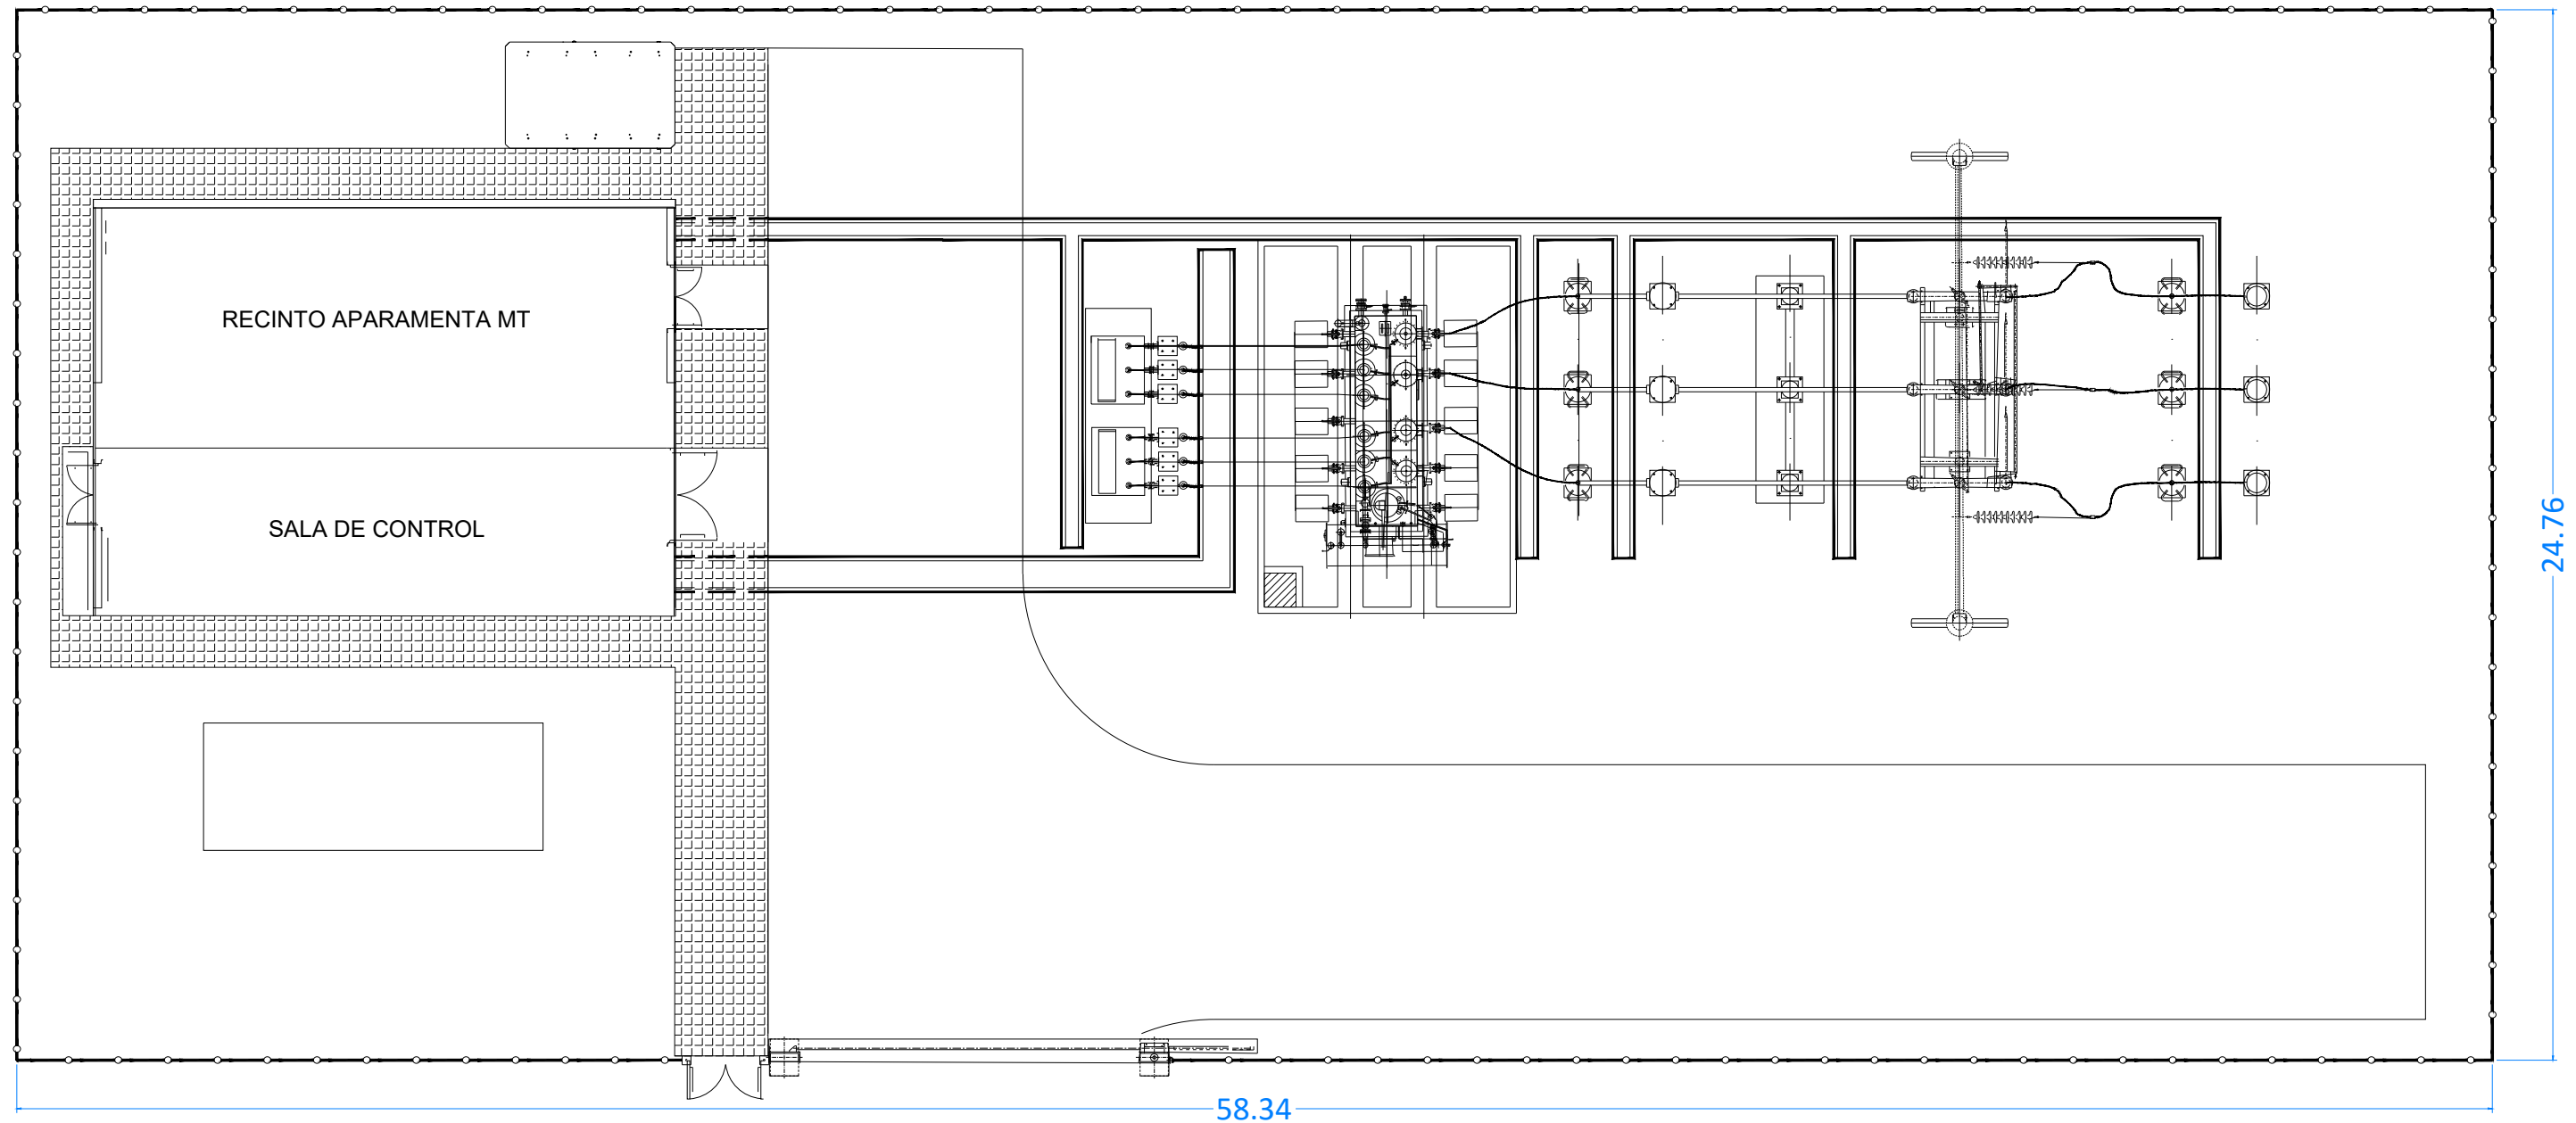 RECINTO APARAMENTA MT
SALA DE CONTROL
24.76
58.34